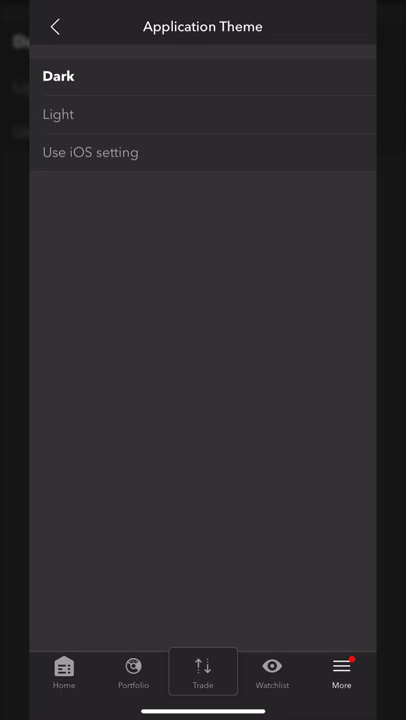 Application Theme
Dark
Light
Use iOS setting
Home
Portfolio
Trade
Watchlist
More